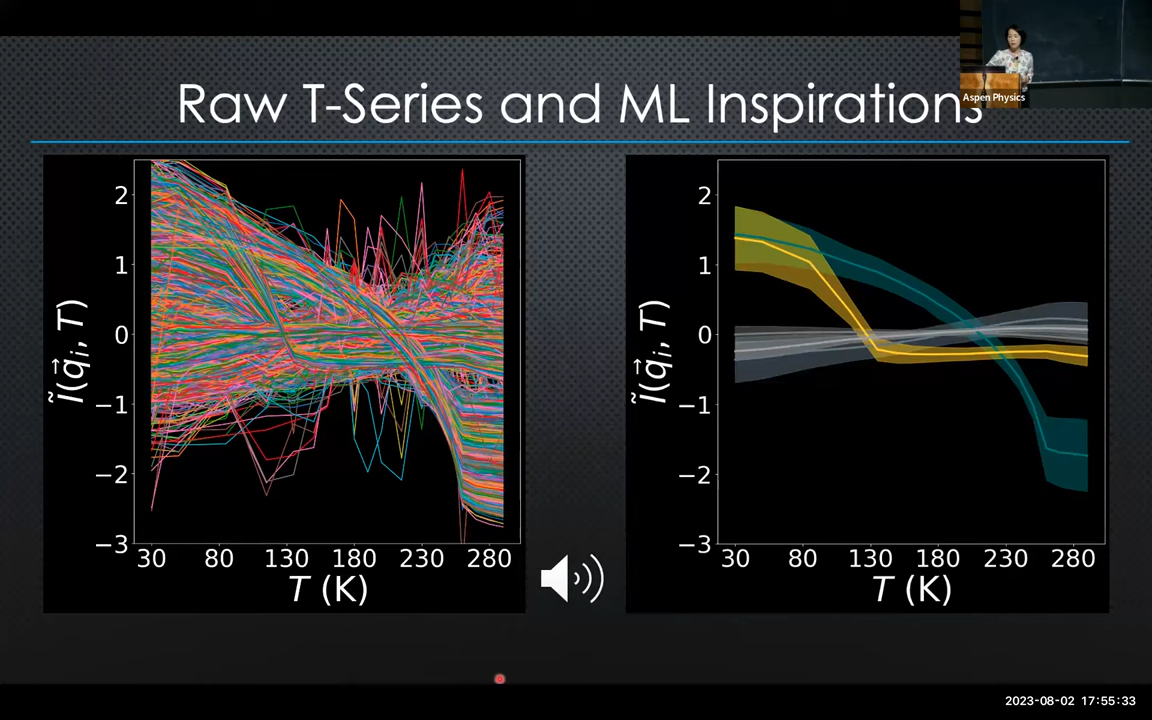 Raw T-Series and ML Inspirations
Aspen Physics
2
1
0
−1
−2
−3
30 80 130 180 230 280
T (K)
Ĩ(q⃗ᵢ, T)
2
1
0
−1
−2
−3
30 80 130 180 230 280
T (K)
Ĩ(q⃗ᵢ, T)
2023-08-02 17:55:33